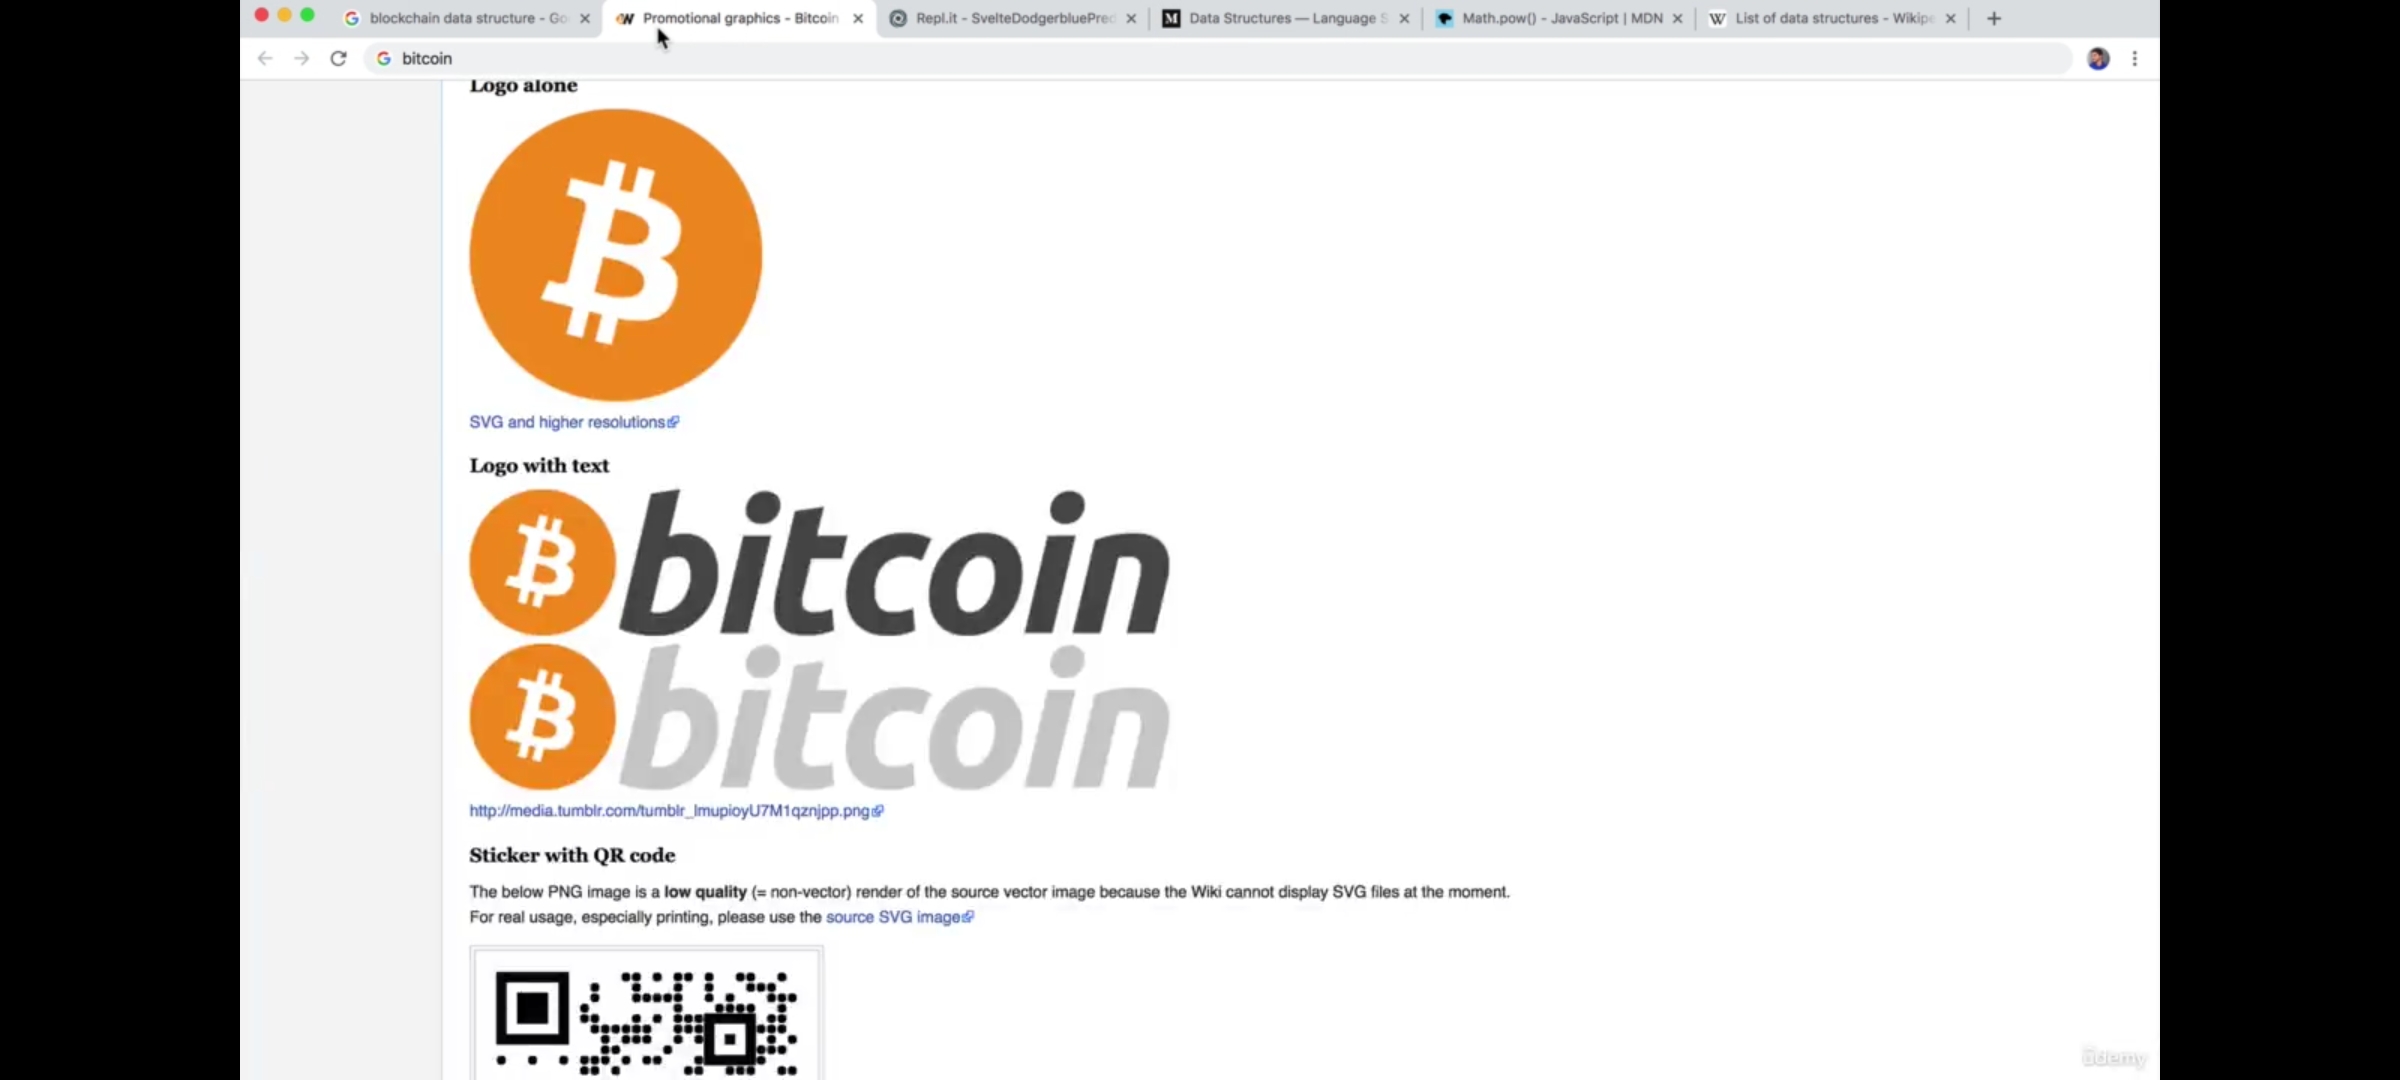 blockchain data structure - Go
Promotional graphics - Bitcoin
Repl.it - SvelteDodgerbluePred
Data Structures — Language S
Math.pow() - JavaScript | MDN
List of data structures - Wikipe
bitcoin
Logo alone
SVG and higher resolutions
Logo with text
bitcoin
bitcoin
http://media.tumblr.com/tumblr_lmupioyU7M1qznjpp.png
Sticker with QR code
The below PNG image is a low quality (= non-vector) render of the source vector image because the Wiki cannot display SVG files at the moment.
For real usage, especially printing, please use the source SVG image
ûdemy